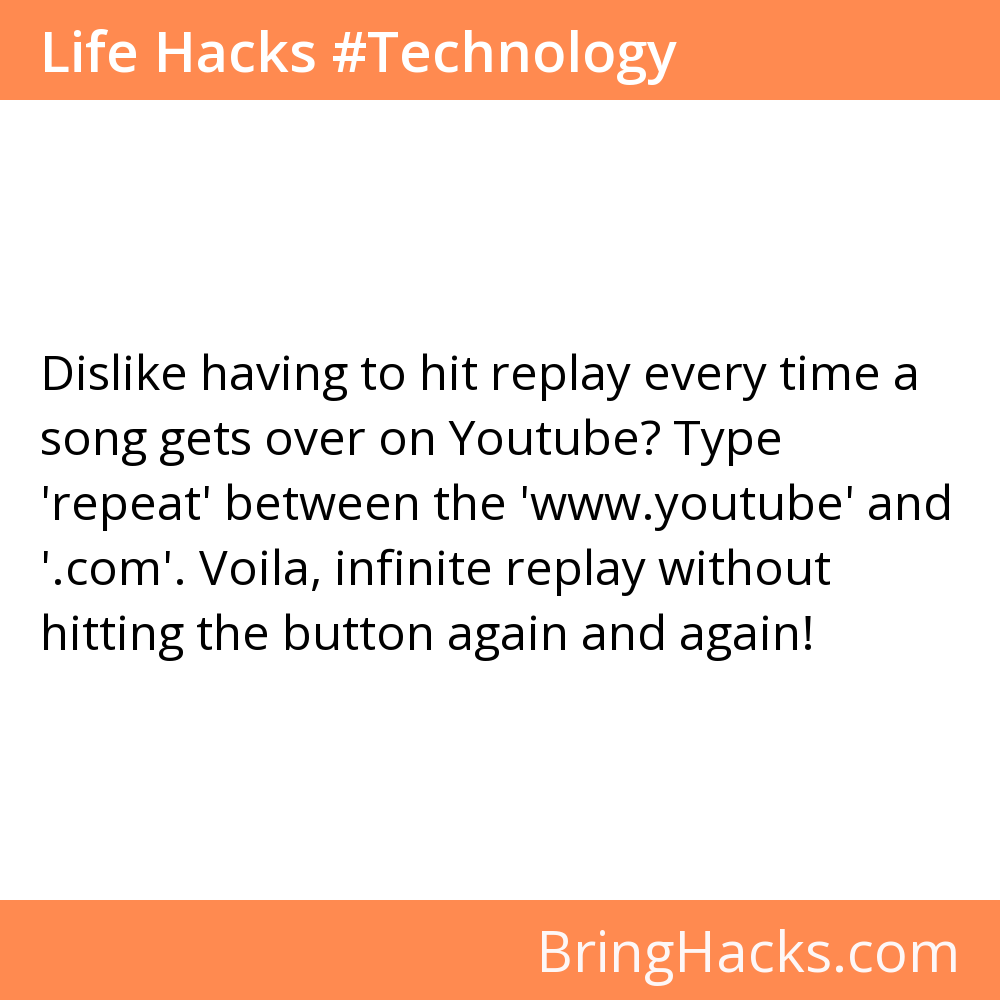 Life Hacks #Technology
Dislike having to hit replay every time a
song gets over on Youtube? Type
'repeat' between the 'www.youtube' and
'.com'. Voila, infinite replay without
hitting the button again and again!
BringHacks.com